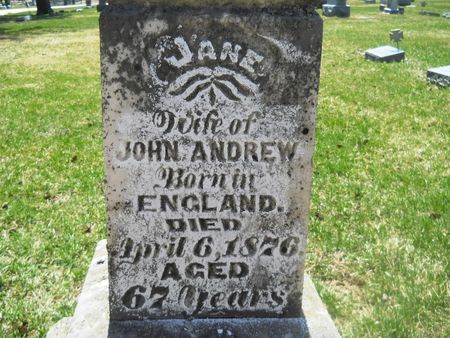 JANE
Wife of
JOHN ANDREW
Born in
ENGLAND.
DIED
April 6, 1876
AGED
67 Years